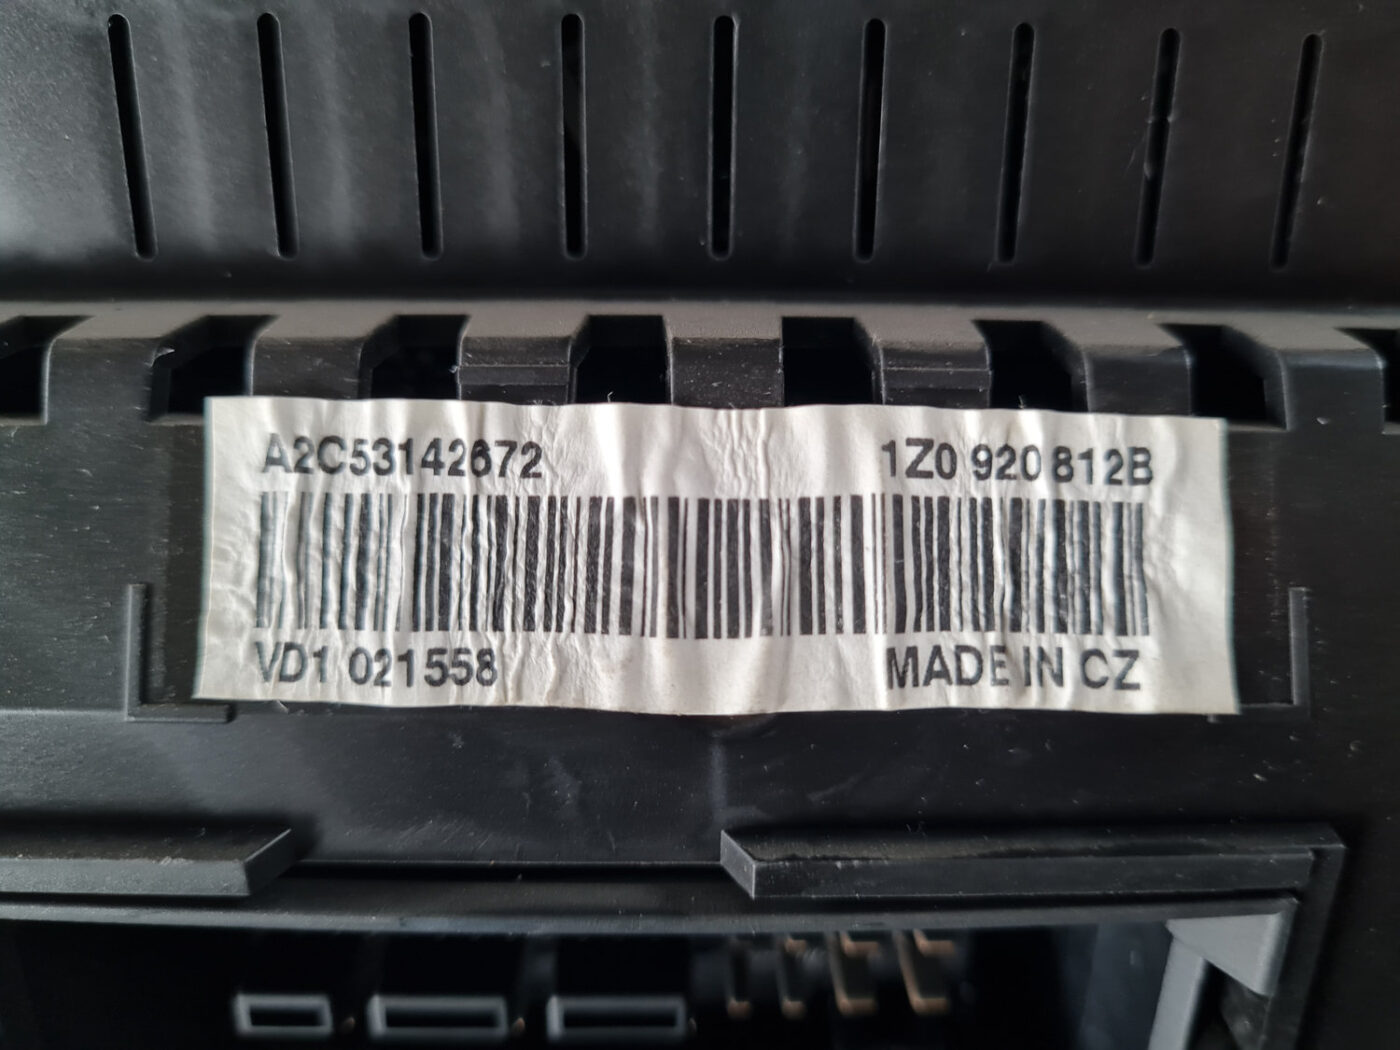 A2C53142672 1Z0 920 812B
VD1 021558 MADE IN CZ